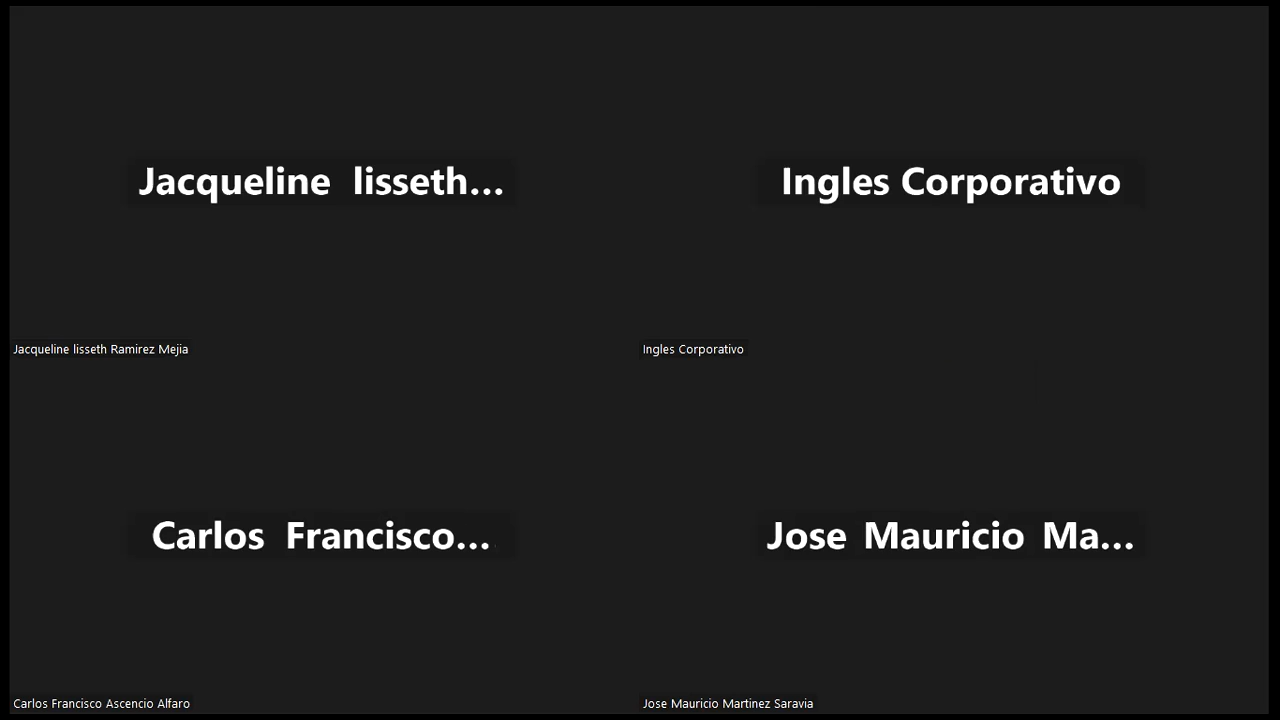 Jacqueline lisseth...
Ingles Corporativo
Jacqueline lisseth Ramirez Mejia
Ingles Corporativo
Carlos Francisco...
Jose Mauricio Ma...
Carlos Francisco Ascencio Alfaro
Jose Mauricio Martinez Saravia